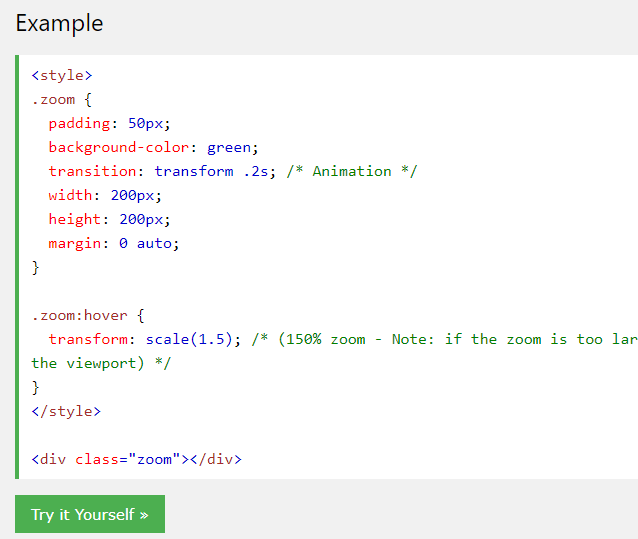 Example
<style>
.zoom {
  padding: 50px;
  background-color: green;
  transition: transform .2s; /* Animation */
  width: 200px;
  height: 200px;
  margin: 0 auto;
}

.zoom:hover {
  transform: scale(1.5); /* (150% zoom - Note: if the zoom is too
the viewport) */
}
</style>

<div class="zoom"></div>
Try it Yourself »